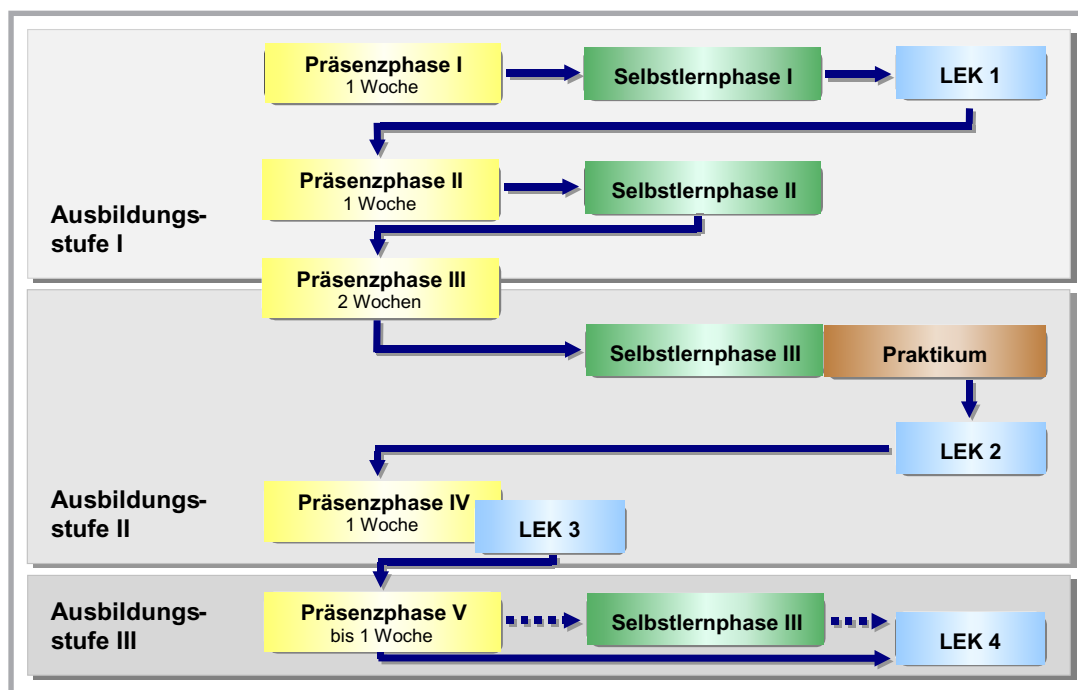 Präsenzphase I
1 Woche
Selbstlernphase I
LEK 1
Präsenzphase II
1 Woche
Selbstlernphase II
Ausbildungs-
stufe I
Präsenzphase III
2 Wochen
Selbstlernphase III
Praktikum
LEK 2
Ausbildungs-
stufe II
Präsenzphase IV
1 Woche
LEK 3
Ausbildungs-
stufe III
Präsenzphase V
bis 1 Woche
Selbstlernphase III
LEK 4